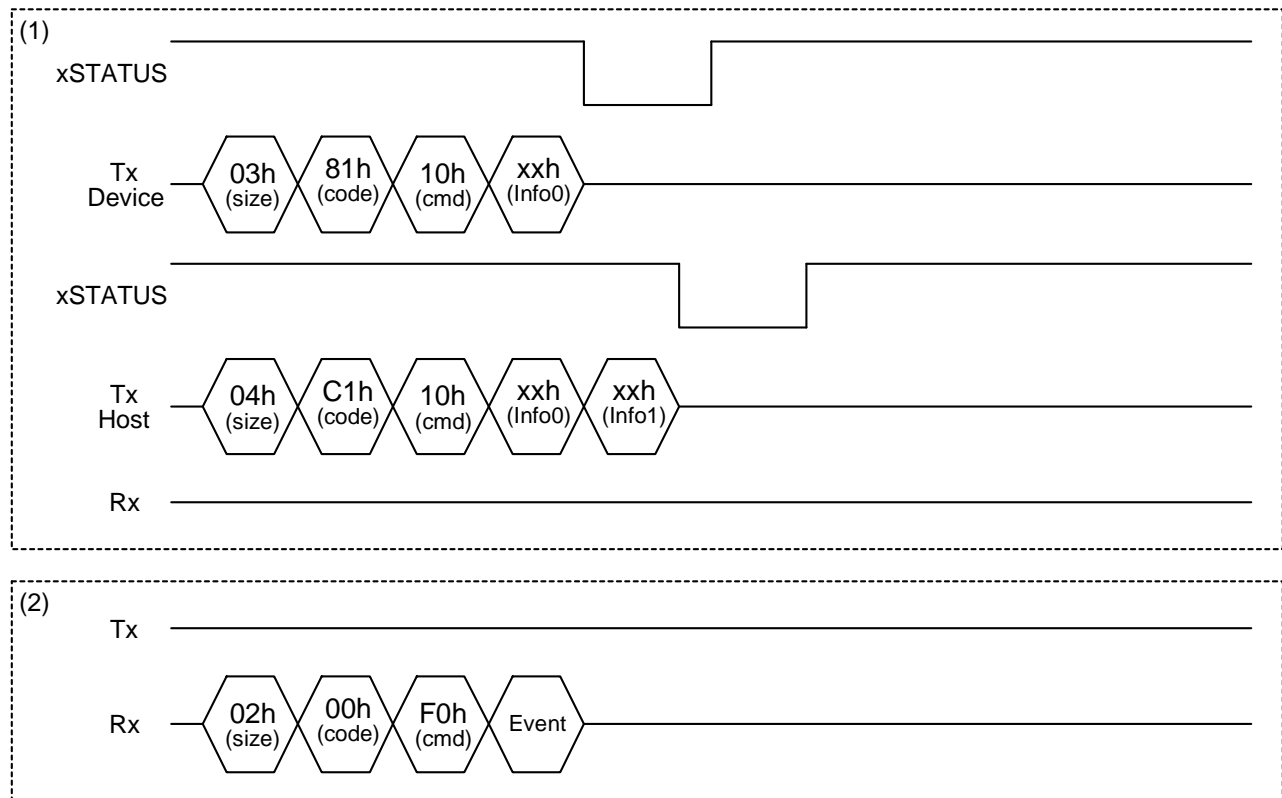 (1)
xSTATUS
Tx
Device
03h
(size)
81h
(code)
10h
(cmd)
xxh
(Info0)
xSTATUS
Tx
Host
04h
(size)
C1h
(code)
10h
(cmd)
xxh
(Info0)
xxh
(Info1)
Rx
(2)
Tx
Rx
02h
(size)
00h
(code)
F0h
(cmd)
Event